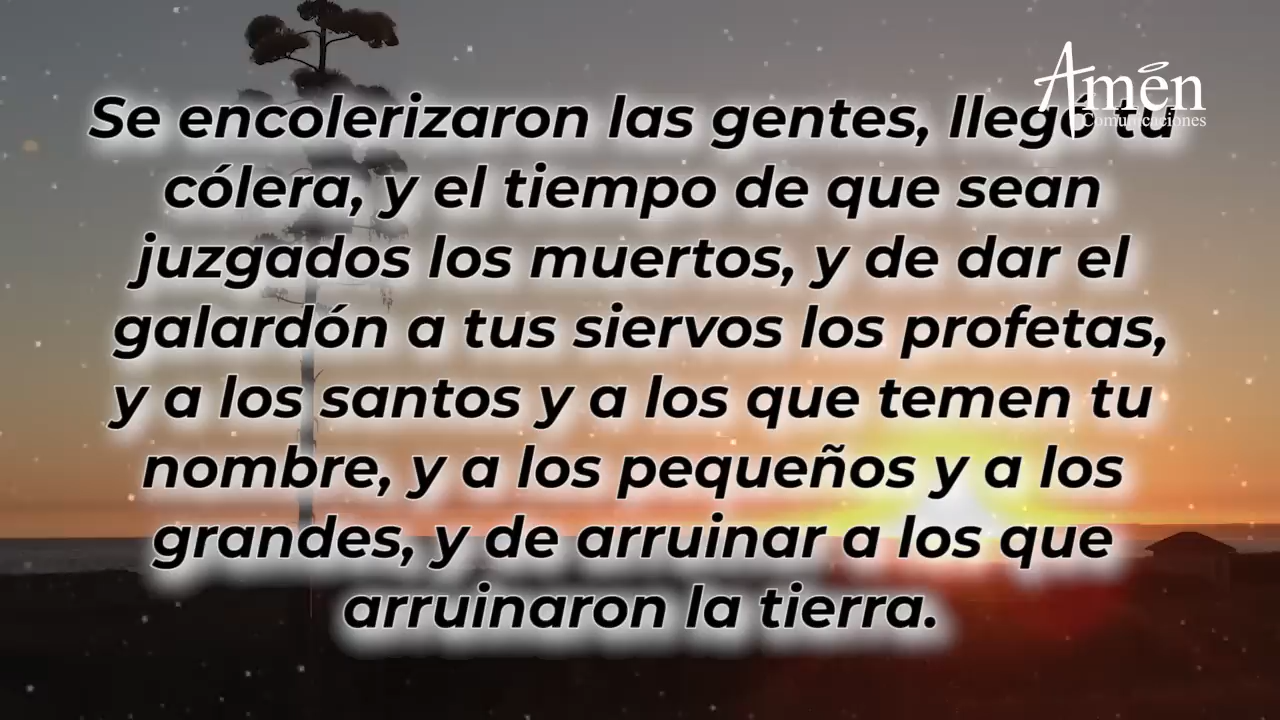 Amén
Comunicaciones
Se encolerizaron las gentes, llegó tu
cólera, y el tiempo de que sean
juzgados los muertos, y de dar el
galardón a tus siervos los profetas,
y a los santos y a los que temen tu
nombre, y a los pequeños y a los
grandes, y de arruinar a los que
arruinaron la tierra.